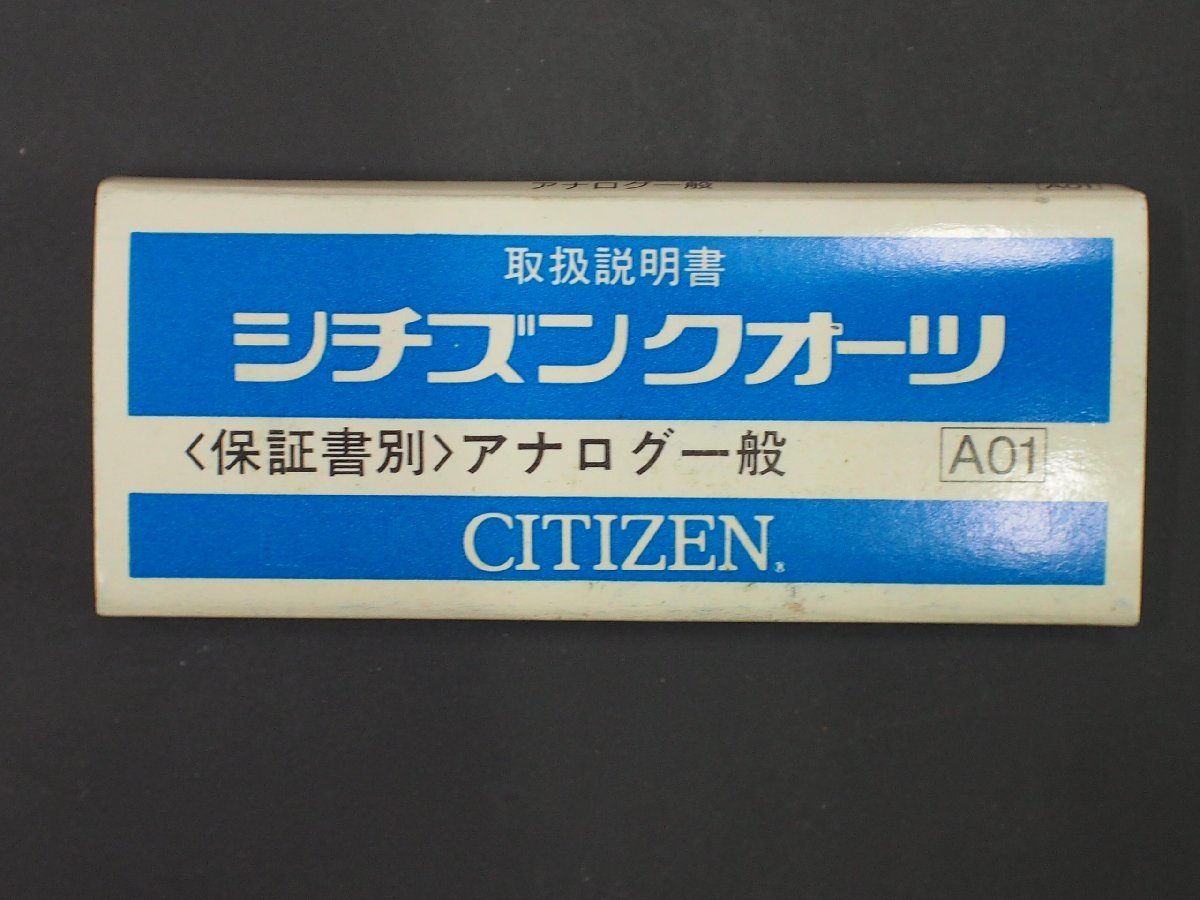 アナログ一般 A01
取扱説明書
シチズンクオーツ
〈保証書別〉アナログ一般 A01
CITIZEN®